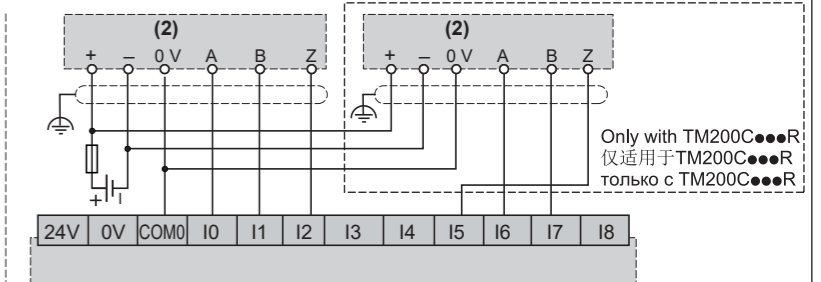 (2) (2)
+ – 0 V A B Z + – 0 V A B Z
Only with TM200C●●●R
仅适用于TM200C●●●R
только с TM200C●●●R
+ –
24V 0V COM0 I0 I1 I2 I3 I4 I5 I6 I7 I8